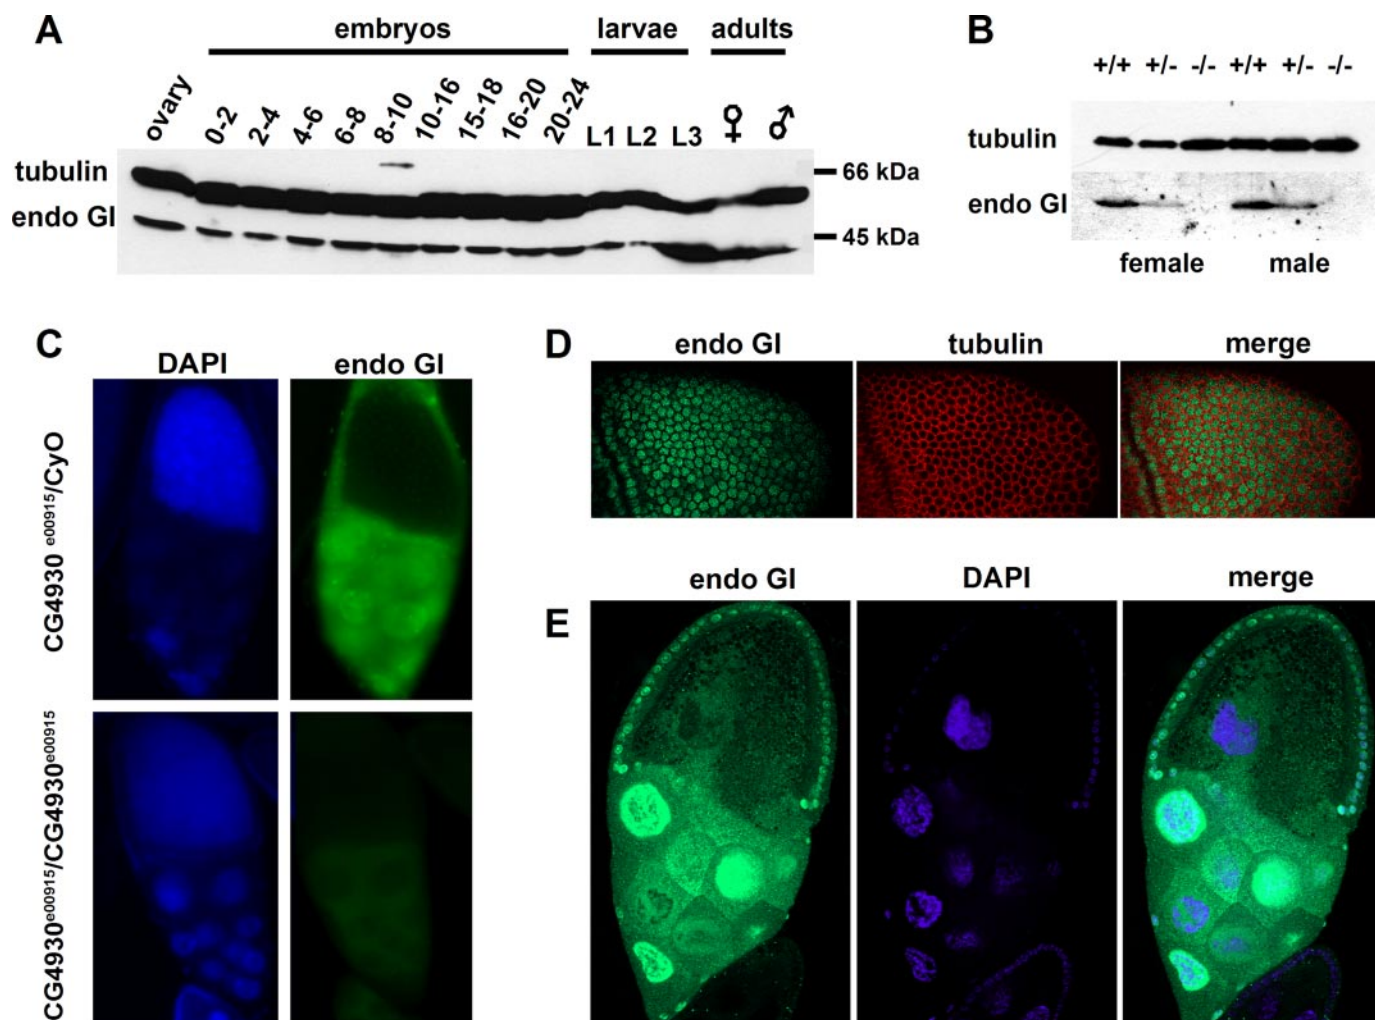 A
embryos larvae adults
ovary 0-2 2-4 4-6 6-8 8-10 10-16 15-18 16-20 20-24 L1 L2 L3 ♀ ♂
tubulin
endo GI
66 kDa
45 kDa
B
+/+ +/- -/- +/+ +/- -/-
tubulin
endo GI
female male
C
DAPI endo GI
CG4930 e00915/CyO
CG4930e00915/CG4930e00915
D
endo GI tubulin merge
E
endo GI DAPI merge